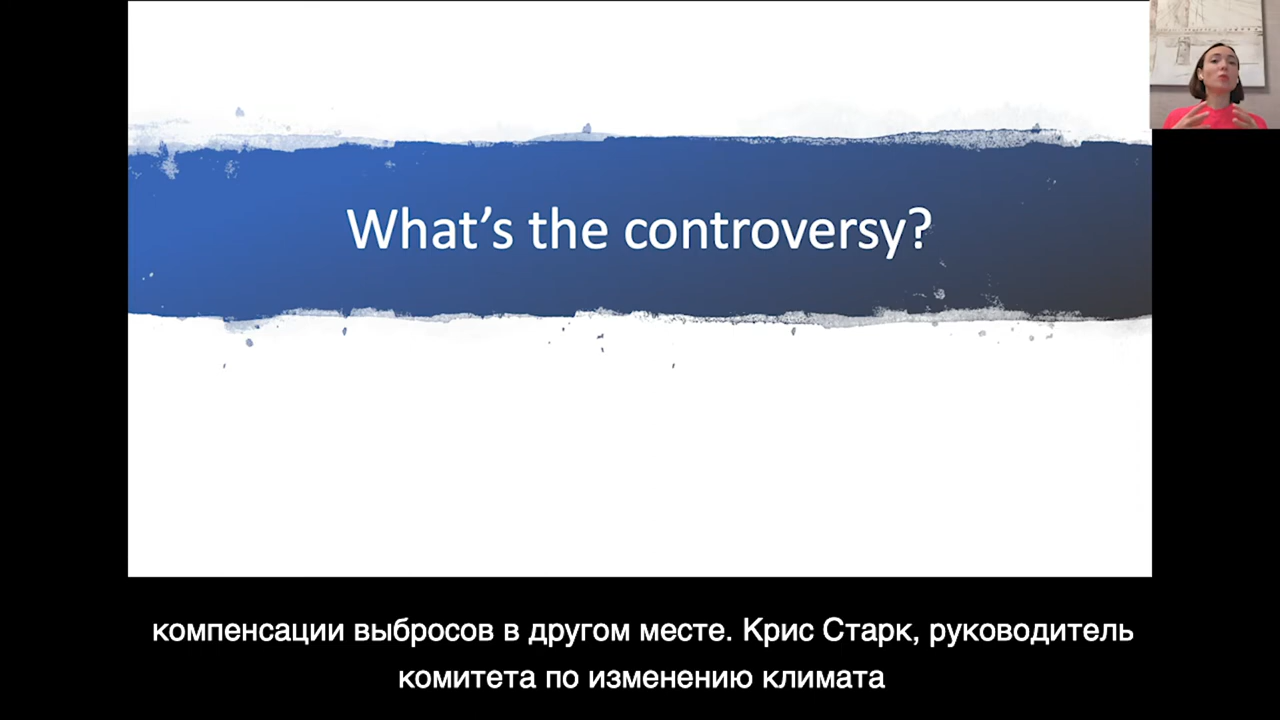 What's the controversy?
компенсации выбросов в другом месте. Крис Старк, руководитель
комитета по изменению климата